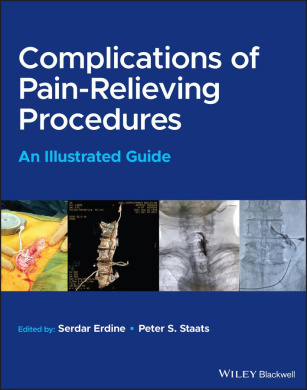 Complications of
Pain-Relieving
Procedures
An Illustrated Guide
Edited by: Serdar Erdine • Peter S. Staats
WILEY Blackwell